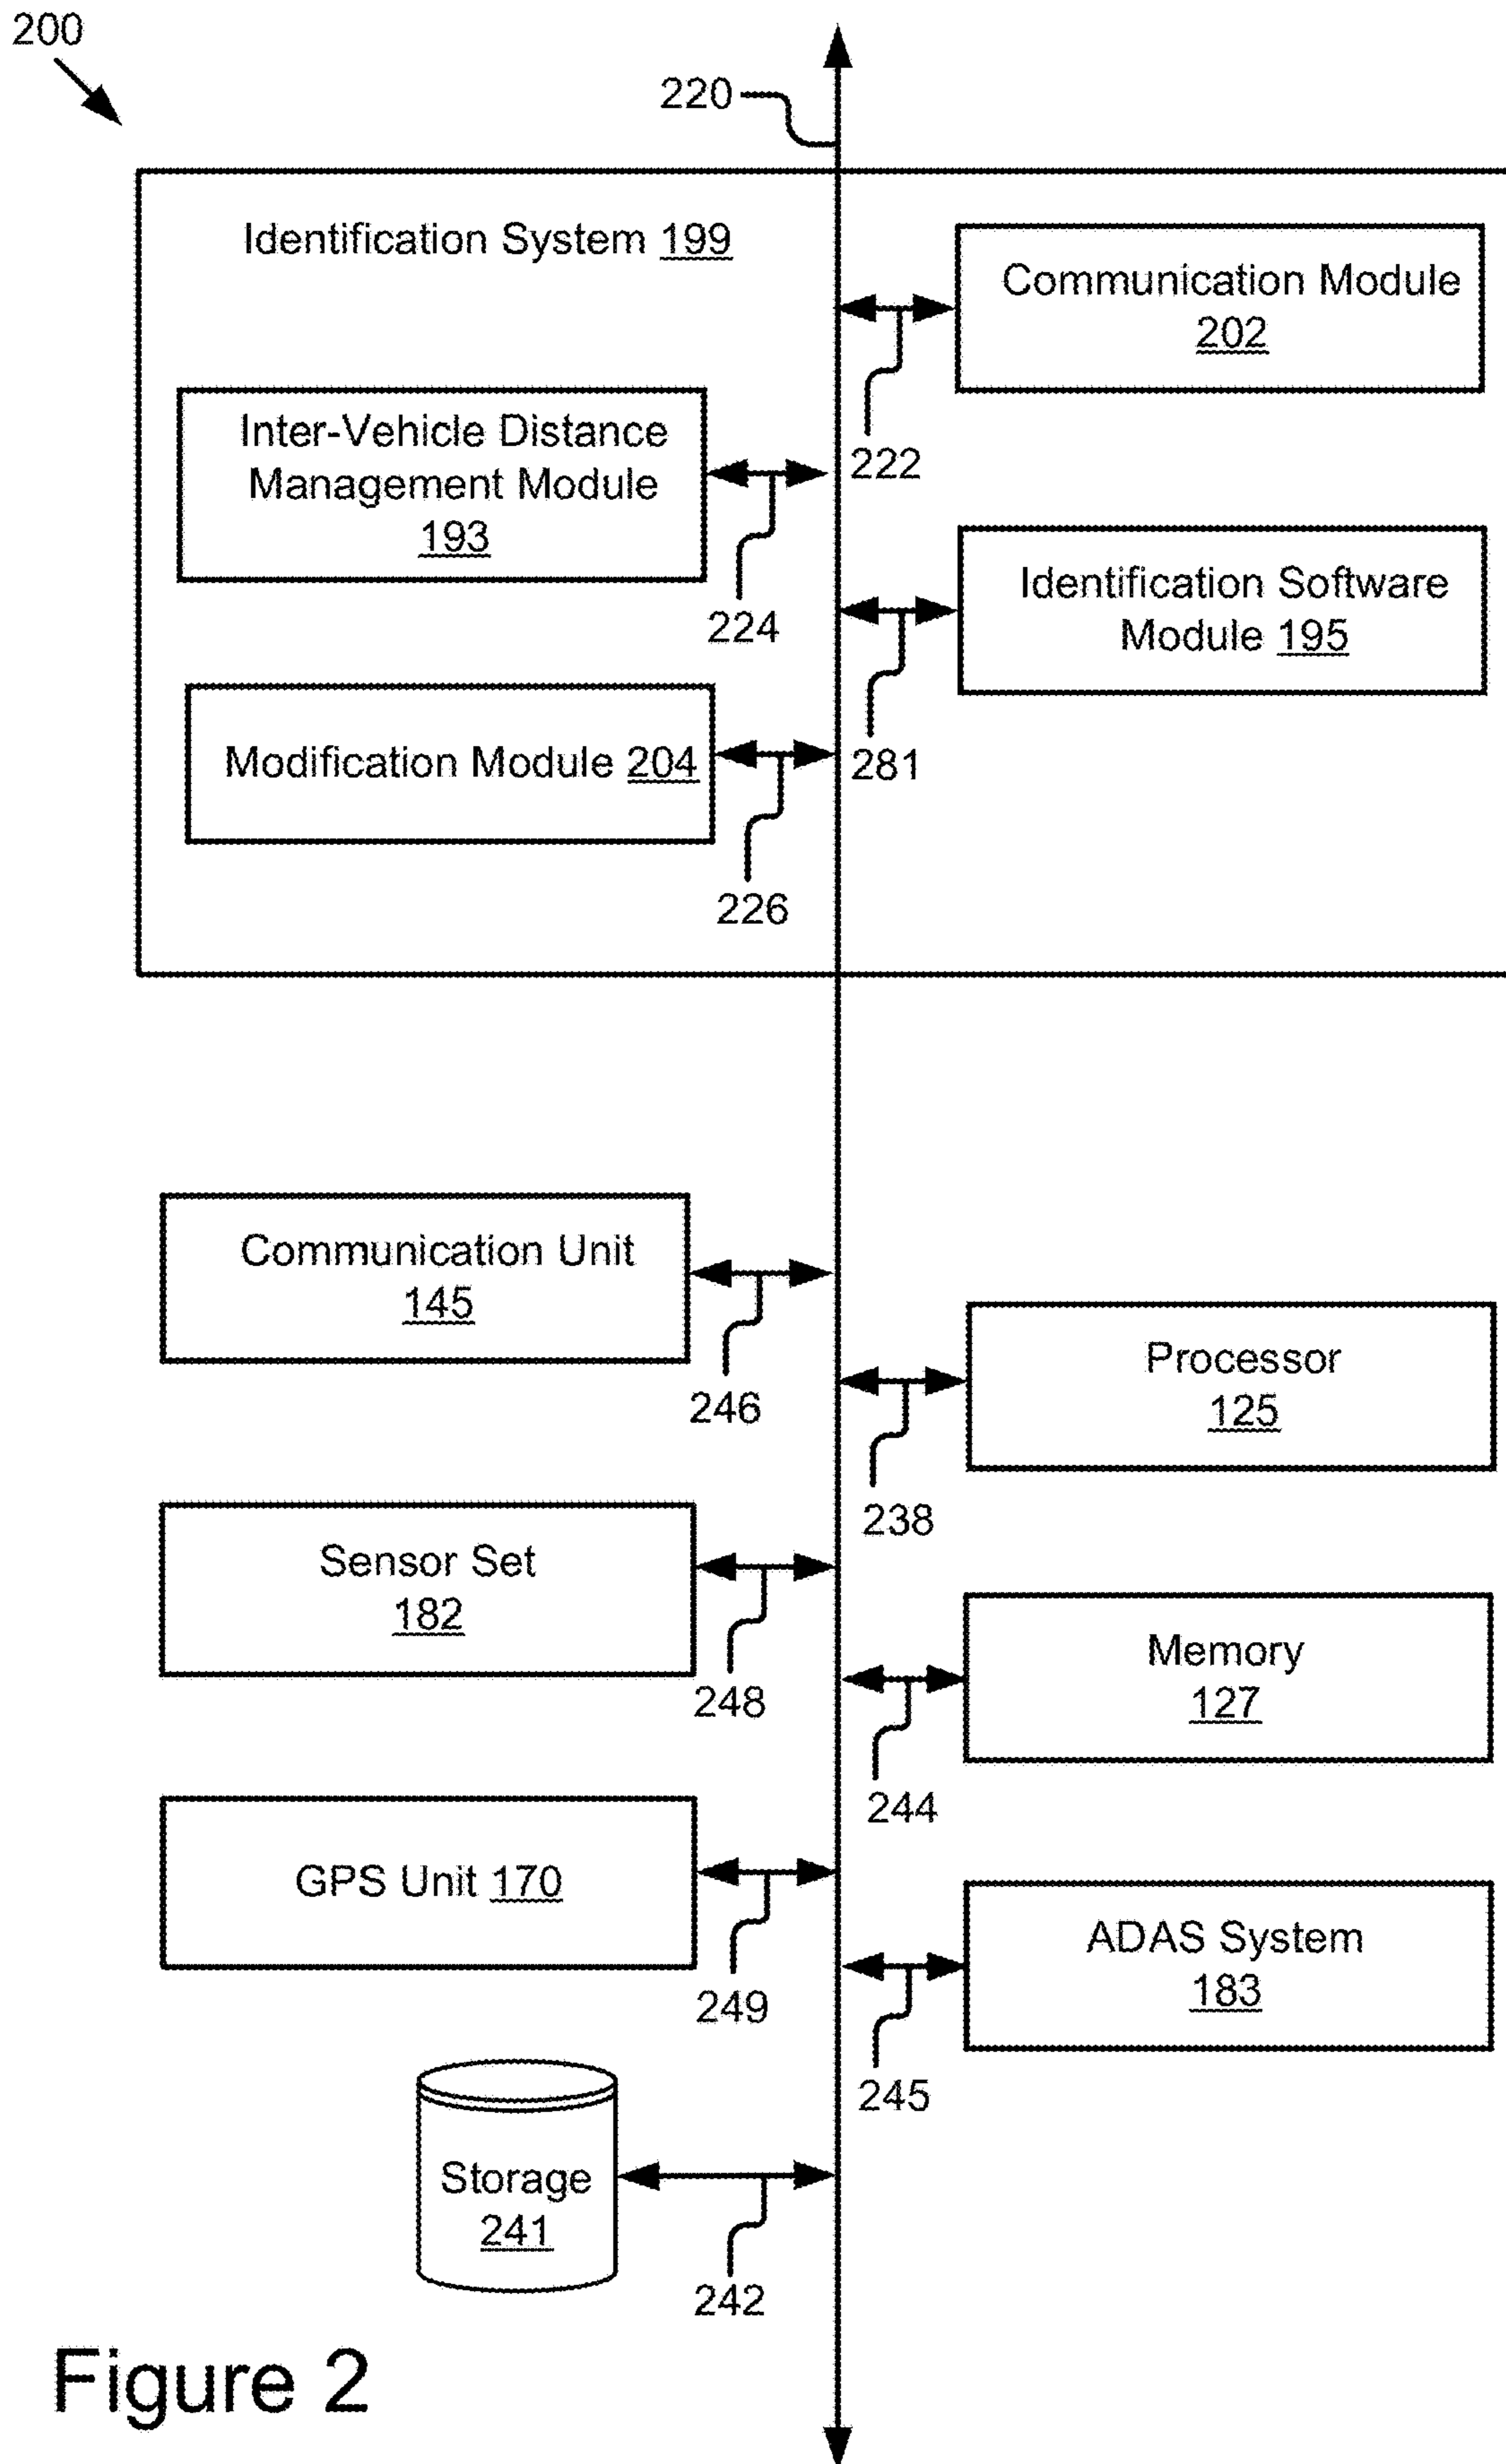 200
220
Identification System 199
Communication Module
202
222
Inter-Vehicle Distance
Management Module
193
224
Identification Software
Module 195
281
Modification Module 204
226
Communication Unit
145
246
Processor
125
238
Sensor Set
182
248
Memory
127
244
GPS Unit 170
249
ADAS System
183
245
Storage
241
242
Figure 2